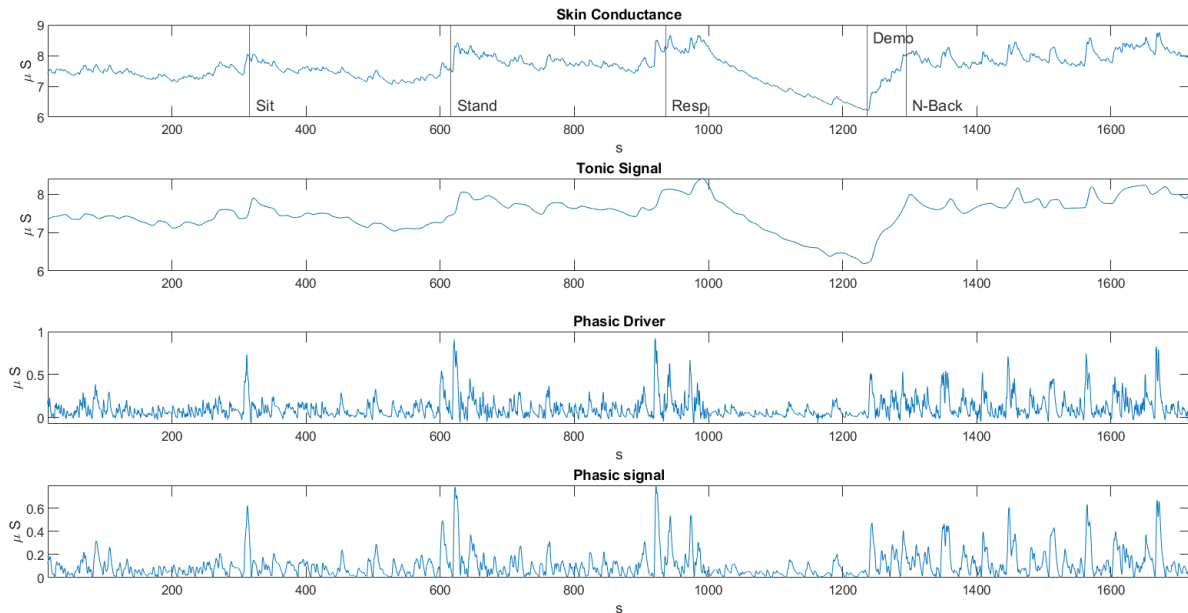 Skin Conductance
9
8
7
6
μ S
Sit
Stand
Resp
Demo
N-Back
200 400 600 800 1000 1200 1400 1600
s
Tonic Signal
8
7
6
μ S
200 400 600 800 1000 1200 1400 1600
Phasic Driver
1
0.5
0
μ S
200 400 600 800 1000 1200 1400 1600
s
Phasic signal
0.6
0.4
0.2
0
μ S
200 400 600 800 1000 1200 1400 1600
s